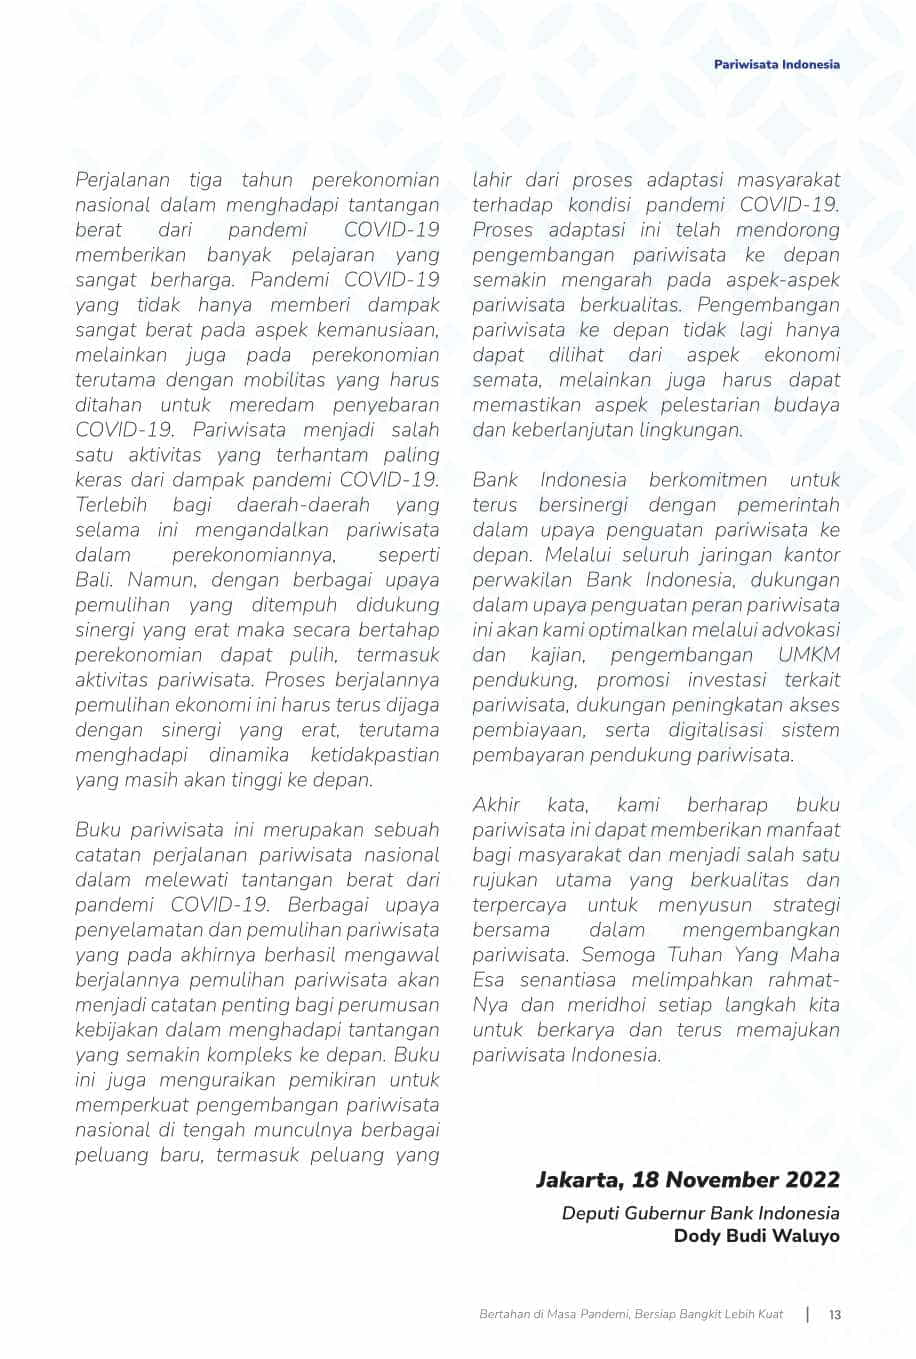 Pariwisata Indonesia
Perjalanan tiga tahun perekonomian
nasional dalam menghadapi tantangan
berat dari pandemi COVID-19
memberikan banyak pelajaran yang
sangat berharga. Pandemi COVID-19
yang tidak hanya memberi dampak
sangat berat pada aspek kemanusiaan,
melainkan juga pada perekonomian
terutama dengan mobilitas yang harus
ditahan untuk meredam penyebaran
COVID-19. Pariwisata menjadi salah
satu aktivitas yang terhantam paling
keras dari dampak pandemi COVID-19.
Terlebih bagi daerah-daerah yang
selama ini mengandalkan pariwisata
dalam perekonomiannya, seperti
Bali. Namun, dengan berbagai upaya
pemulihan yang ditempuh didukung
sinergi yang erat maka secara bertahap
perekonomian dapat pulih, termasuk
aktivitas pariwisata. Proses berjalannya
pemulihan ekonomi ini harus terus dijaga
dengan sinergi yang erat, terutama
menghadapi dinamika ketidakpastian
yang masih akan tinggi ke depan.
Buku pariwisata ini merupakan sebuah
catatan perjalanan pariwisata nasional
dalam melewati tantangan berat dari
pandemi COVID-19. Berbagai upaya
penyelamatan dan pemulihan pariwisata
yang pada akhirnya berhasil mengawal
berjalannya pemulihan pariwisata akan
menjadi catatan penting bagi perumusan
kebijakan dalam menghadapi tantangan
yang semakin kompleks ke depan. Buku
ini juga menguraikan pemikiran untuk
memperkuat pengembangan pariwisata
nasional di tengah munculnya berbagai
peluang baru, termasuk peluang yang
lahir dari proses adaptasi masyarakat
terhadap kondisi pandemi COVID-19.
Proses adaptasi ini telah mendorong
pengembangan pariwisata ke depan
semakin mengarah pada aspek-aspek
pariwisata berkualitas. Pengembangan
pariwisata ke depan tidak lagi hanya
dapat dilihat dari aspek ekonomi
semata, melainkan juga harus dapat
memastikan aspek pelestarian budaya
dan keberlanjutan lingkungan.
Bank Indonesia berkomitmen untuk
terus bersinergi dengan pemerintah
dalam upaya penguatan pariwisata ke
depan. Melalui seluruh jaringan kantor
perwakilan Bank Indonesia, dukungan
dalam upaya penguatan peran pariwisata
ini akan kami optimalkan melalui advokasi
dan kajian, pengembangan UMKM
pendukung, promosi investasi terkait
pariwisata, dukungan peningkatan akses
pembiayaan, serta digitalisasi sistem
pembayaran pendukung pariwisata.
Akhir kata, kami berharap buku
pariwisata ini dapat memberikan manfaat
bagi masyarakat dan menjadi salah satu
rujukan utama yang berkualitas dan
terpercaya untuk menyusun strategi
bersama dalam mengembangkan
pariwisata. Semoga Tuhan Yang Maha
Esa senantiasa melimpahkan rahmat-
Nya dan meridhoi setiap langkah kita
untuk berkarya dan terus memajukan
pariwisata Indonesia.
Jakarta, 18 November 2022
Deputi Gubernur Bank Indonesia
Dody Budi Waluyo
Bertahan di Masa Pandemi, Bersiap Bangkit Lebih Kuat | 13